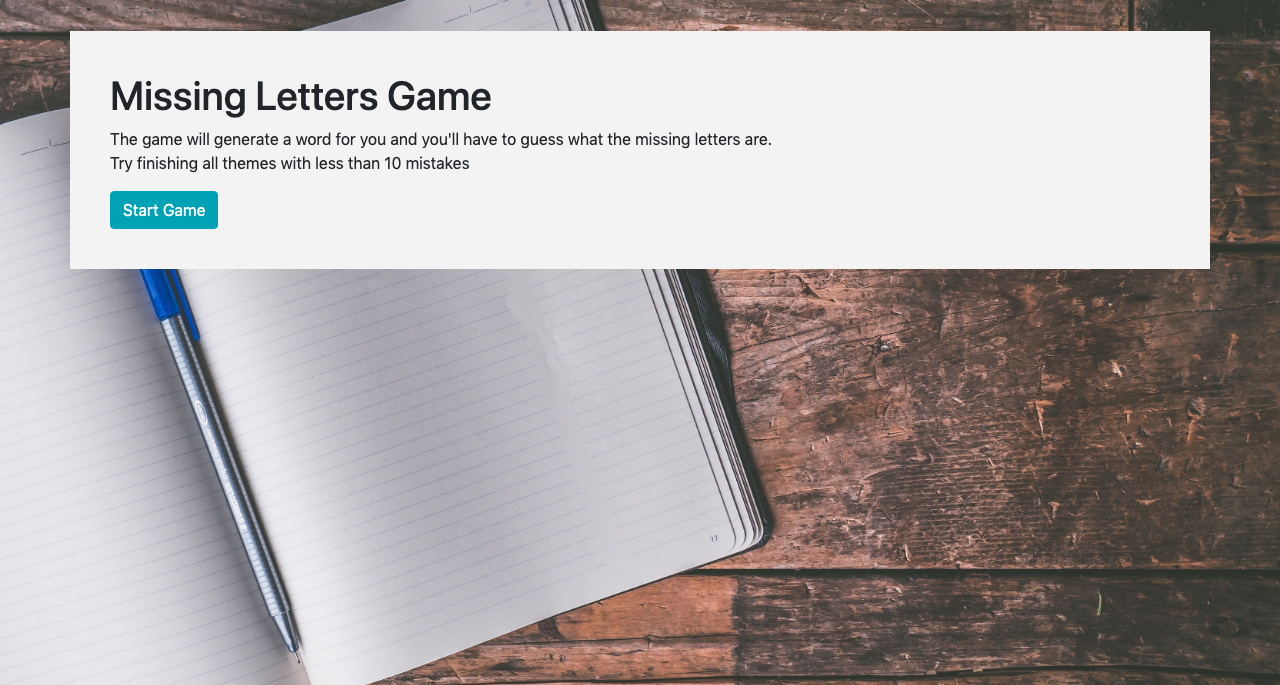 Missing Letters Game
The game will generate a word for you and you'll have to guess what the missing letters are.
Try finishing all themes with less than 10 mistakes
Start Game